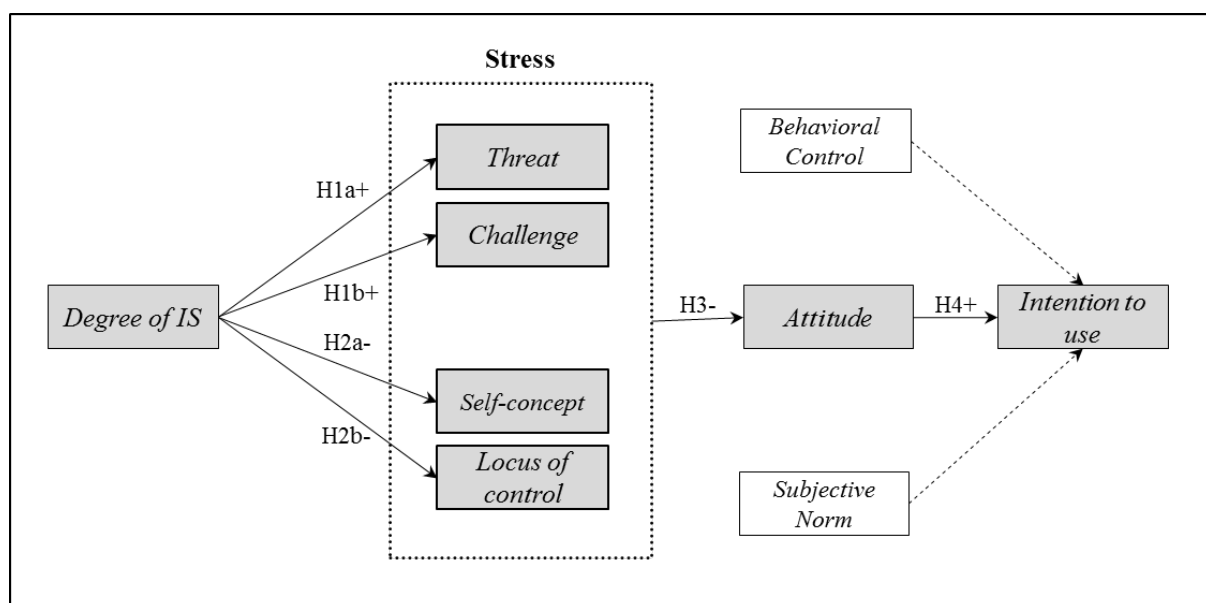 Stress
Threat
Challenge
Self-concept
Locus of
control
Degree of IS
H1a+
H1b+
H2a-
H2b-
H3-
Attitude
H4+
Intention to
use
Behavioral
Control
Subjective
Norm